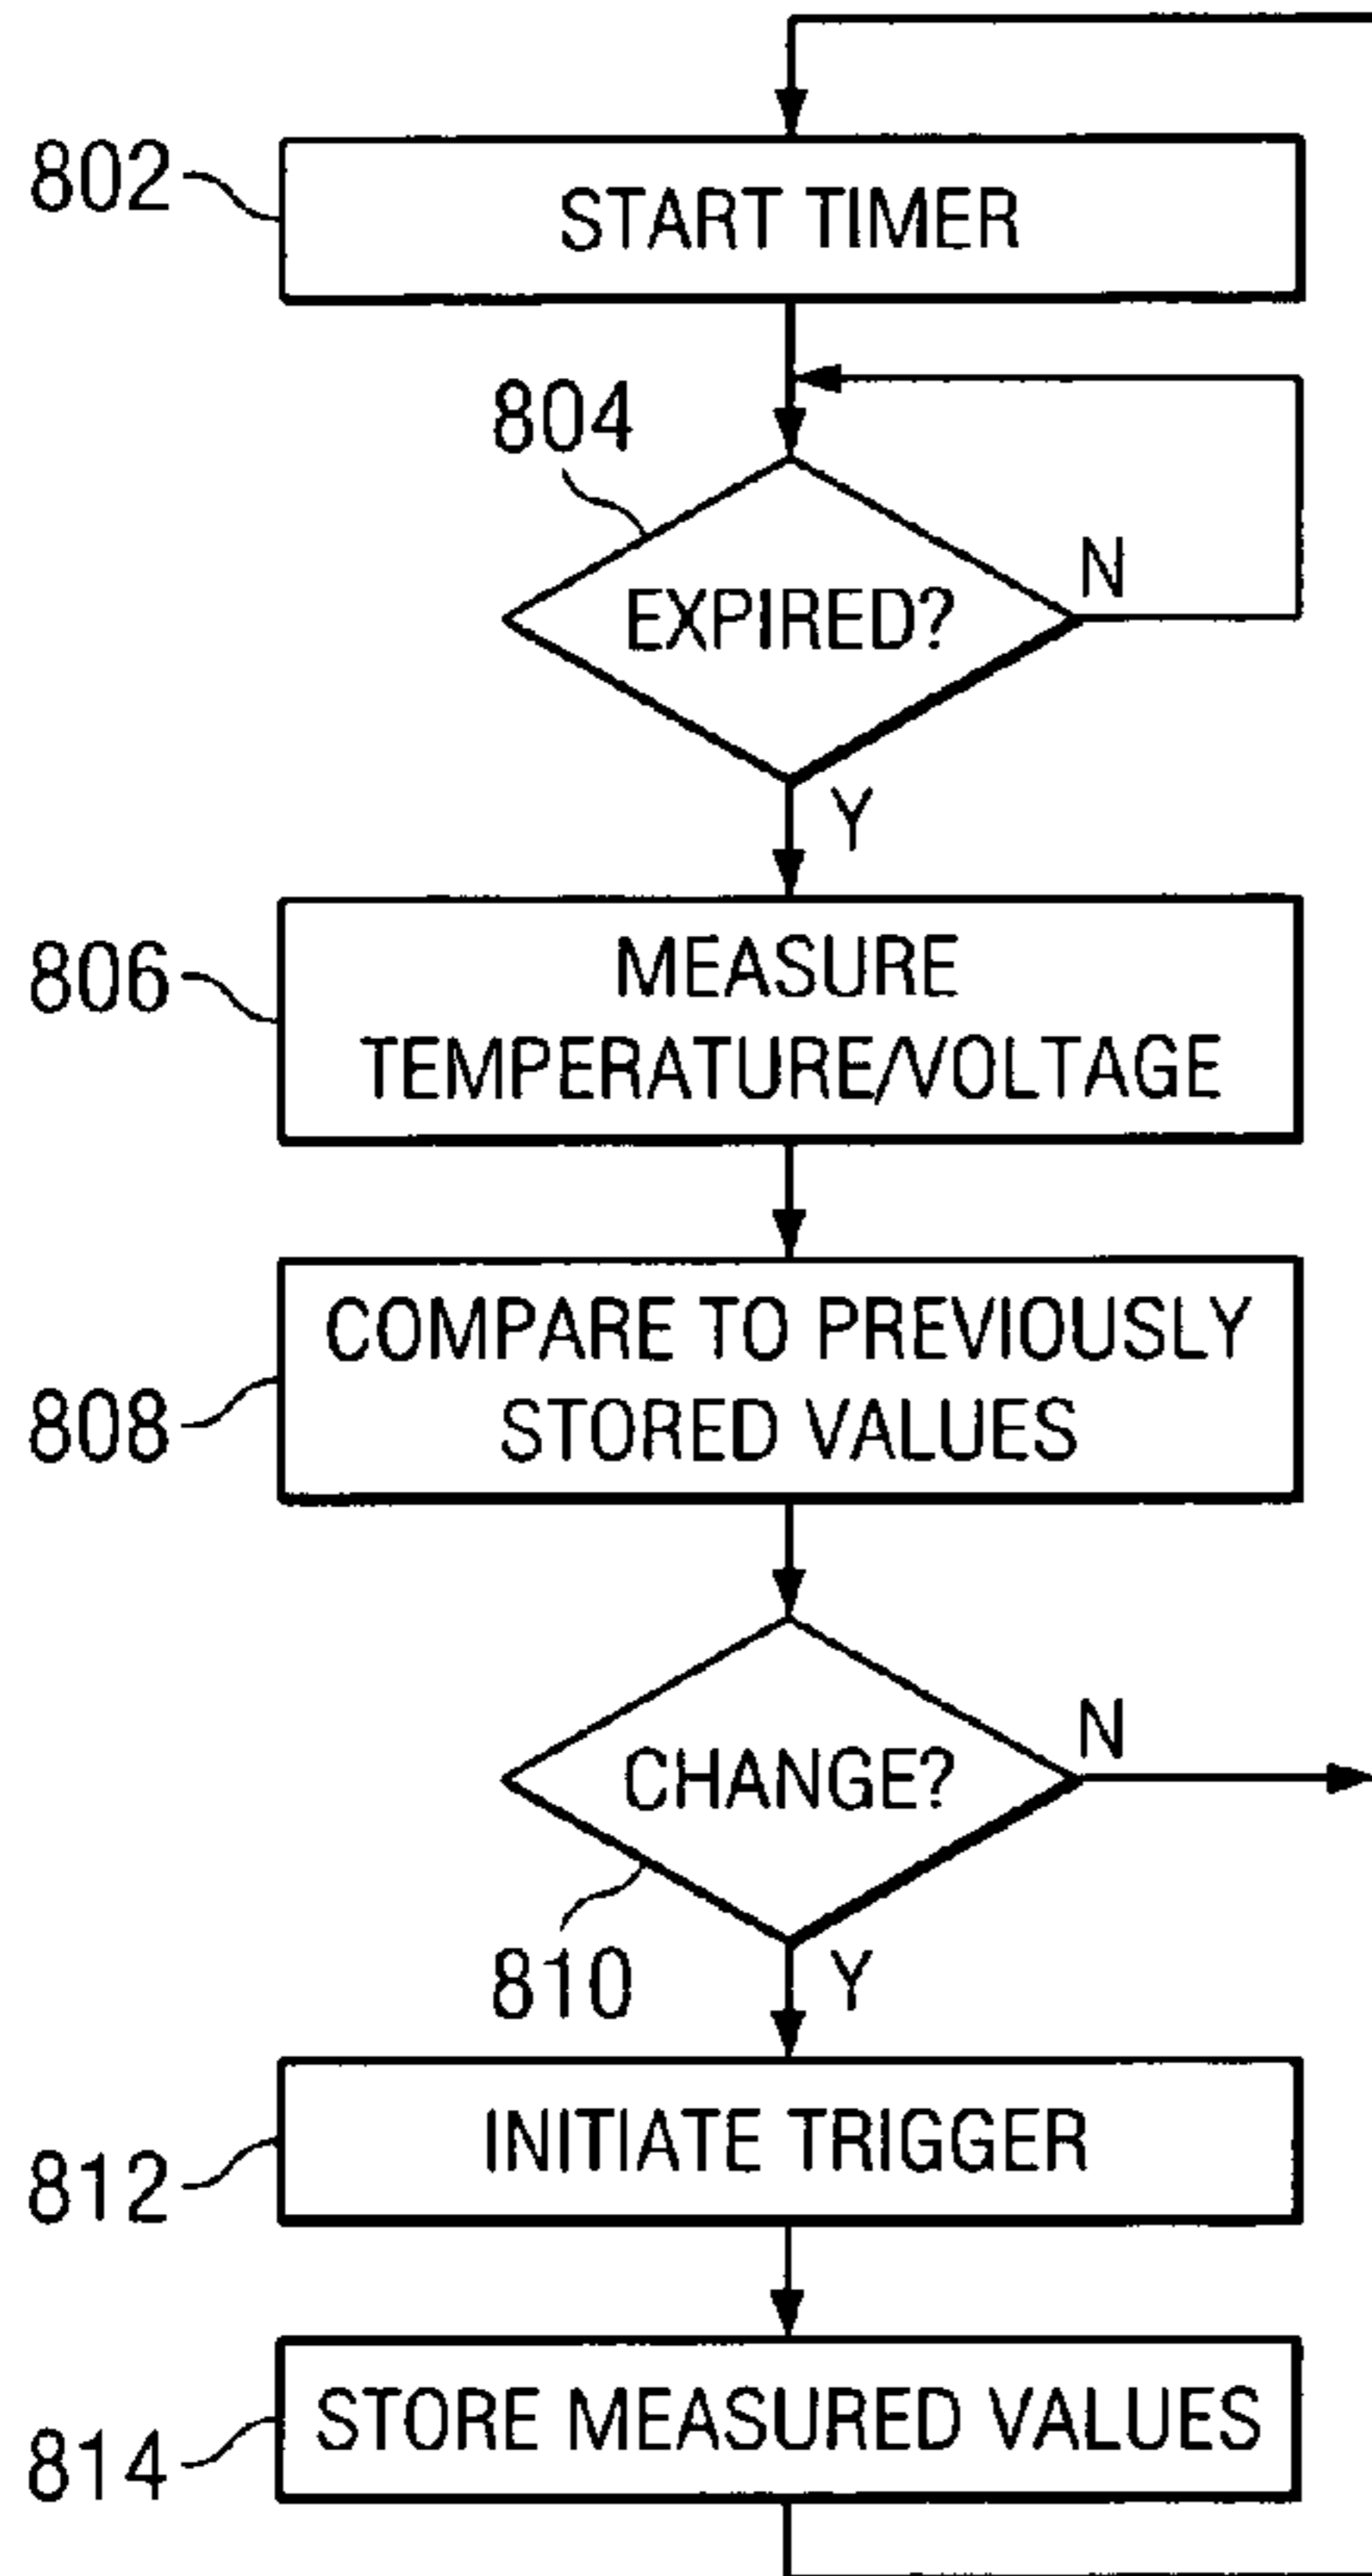 802
START TIMER
804
EXPIRED?
N
Y
806
MEASURE
TEMPERATURE/VOLTAGE
COMPARE TO PREVIOUSLY
808
STORED VALUES
CHANGE?
N
810
Y
INITIATE TRIGGER
812
STORE MEASURED VALUES
814